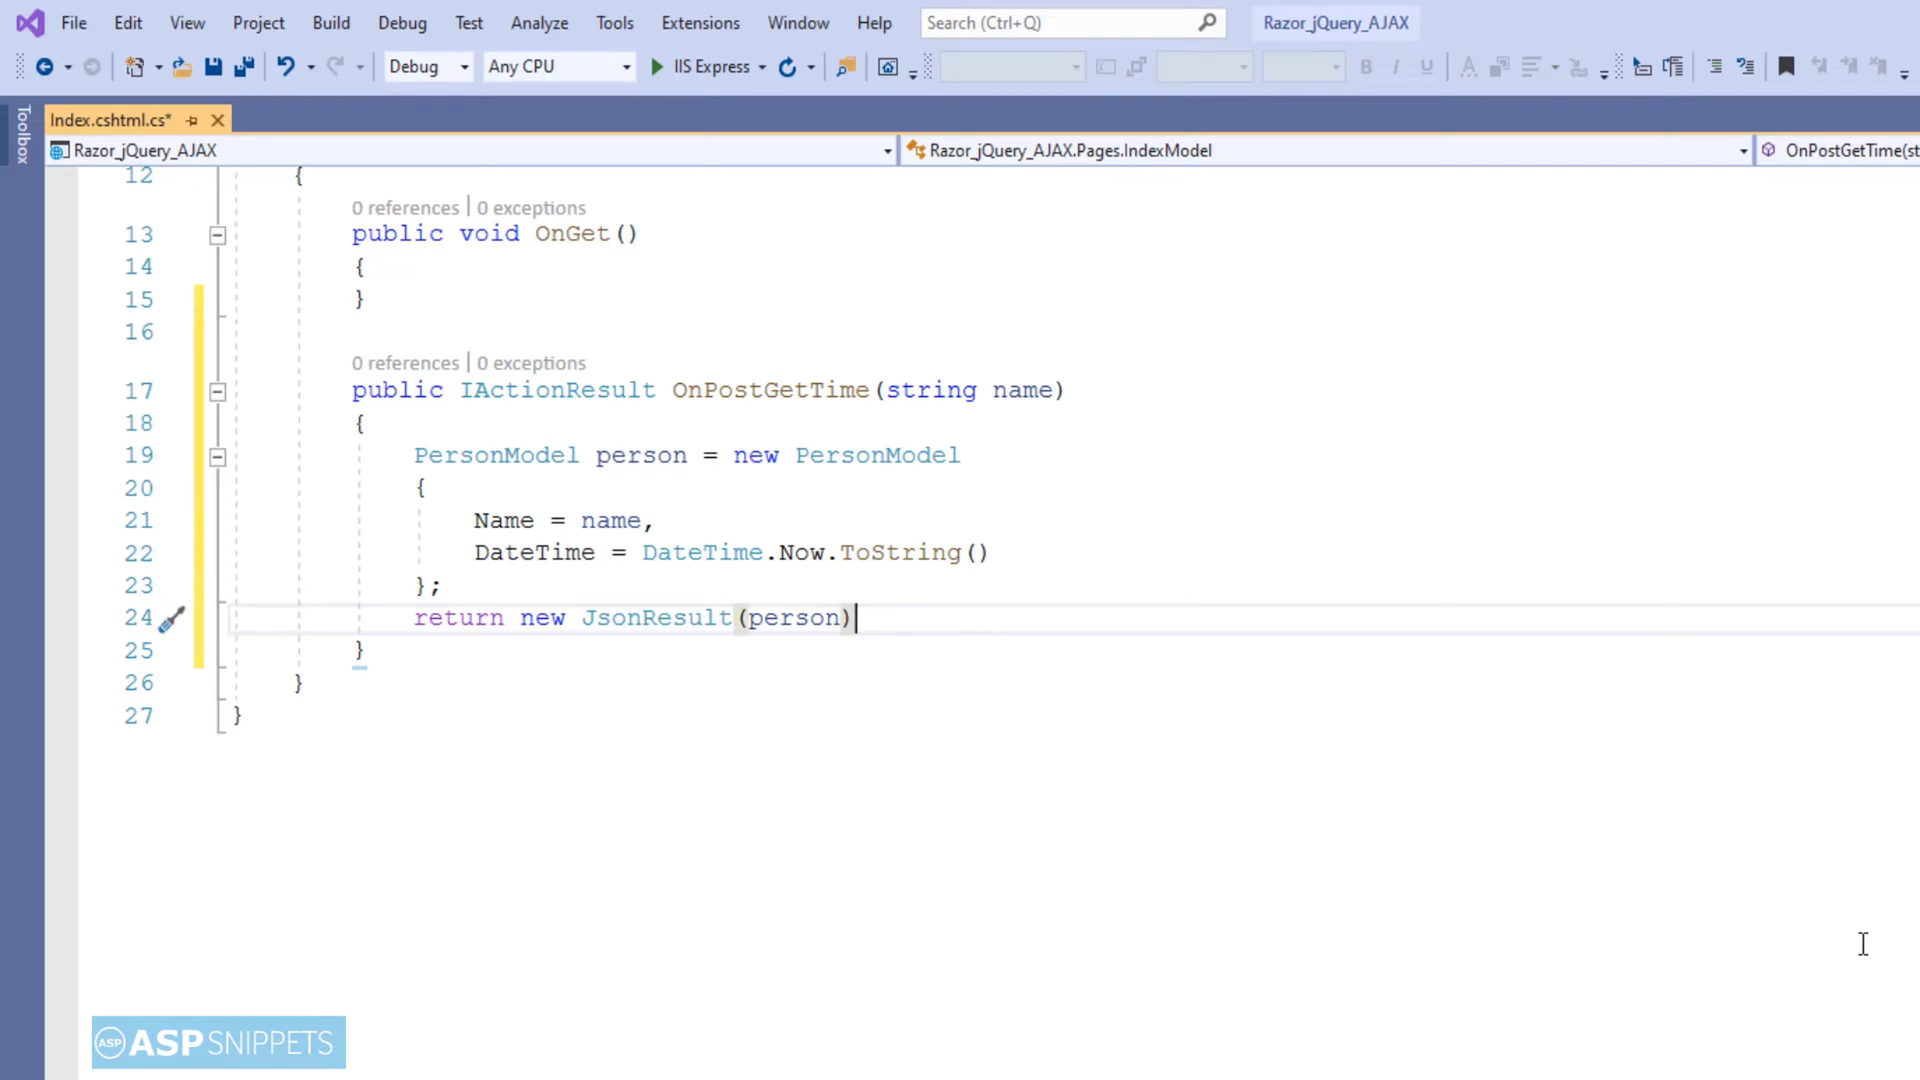 File Edit View Project Build Debug Test Analyze Tools Extensions Window Help Search (Ctrl+Q) Razor_jQuery_AJAX
Debug Any CPU IIS Express B I U A
Toolbox
Index.cshtml.cs*
Razor_jQuery_AJAX Razor_jQuery_AJAX.Pages.IndexModel OnPostGetTime(st
12 {
0 references | 0 exceptions
13 public void OnGet()
14 {
15 }
16
0 references | 0 exceptions
17 public IActionResult OnPostGetTime(string name)
18 {
19 PersonModel person = new PersonModel
20 {
21 Name = name,
22 DateTime = DateTime.Now.ToString()
23 };
24 return new JsonResult(person)
25 }
26 }
27 }
ASP ASPSNIPPETS